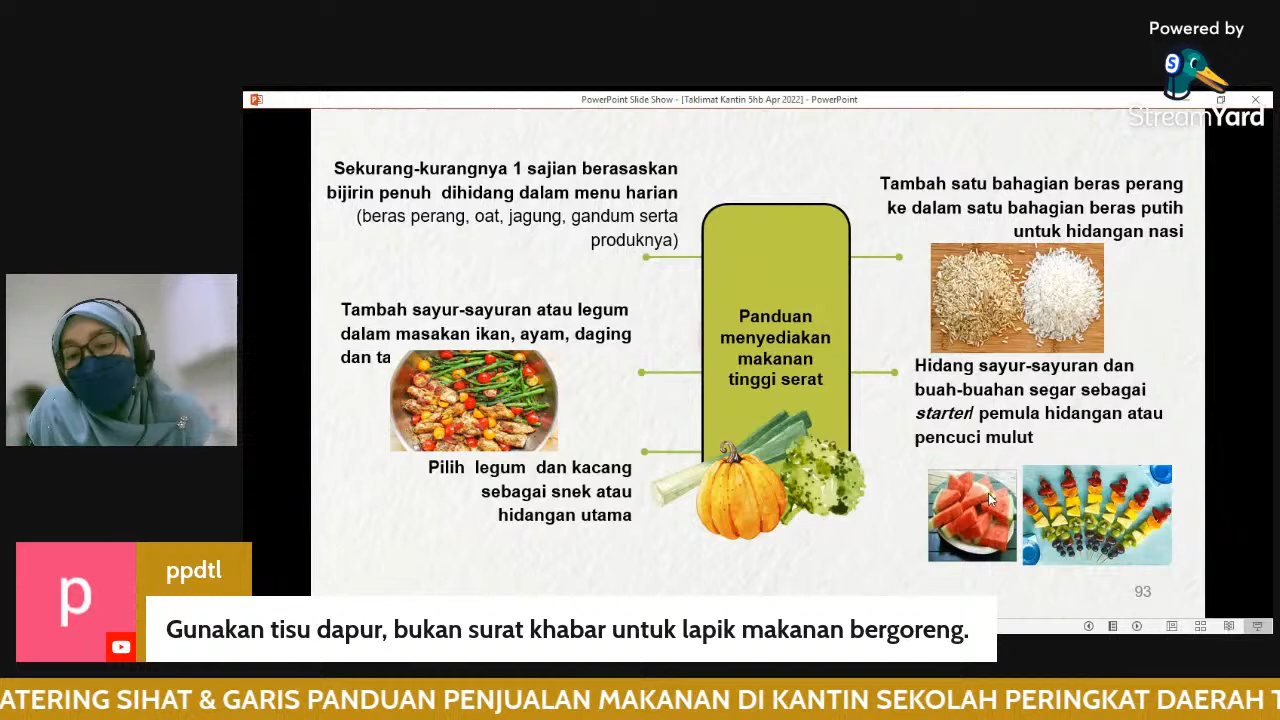 Powered by
StreamYard
PowerPoint Slide Show - [Taklimat Kantin 5hb Apr 2022] - PowerPoint
Sekurang-kurangnya 1 sajian berasaskan
bijirin penuh dihidang dalam menu harian
(beras perang, oat, jagung, gandum serta
produknya)
Tambah sayur-sayuran atau legum
dalam masakan ikan, ayam, daging
dan ta
Pilih legum dan kacang
sebagai snek atau
hidangan utama
Panduan
menyediakan
makanan
tinggi serat
Tambah satu bahagian beras perang
ke dalam satu bahagian beras putih
untuk hidangan nasi
Hidang sayur-sayuran dan
buah-buahan segar sebagai
starter/ pemula hidangan atau
pencuci mulut
93
p
ppdtl
Gunakan tisu dapur, bukan surat khabar untuk lapik makanan bergoreng.
ATERING SIHAT & GARIS PANDUAN PENJUALAN MAKANAN DI KANTIN SEKOLAH PERINGKAT DAERAH T